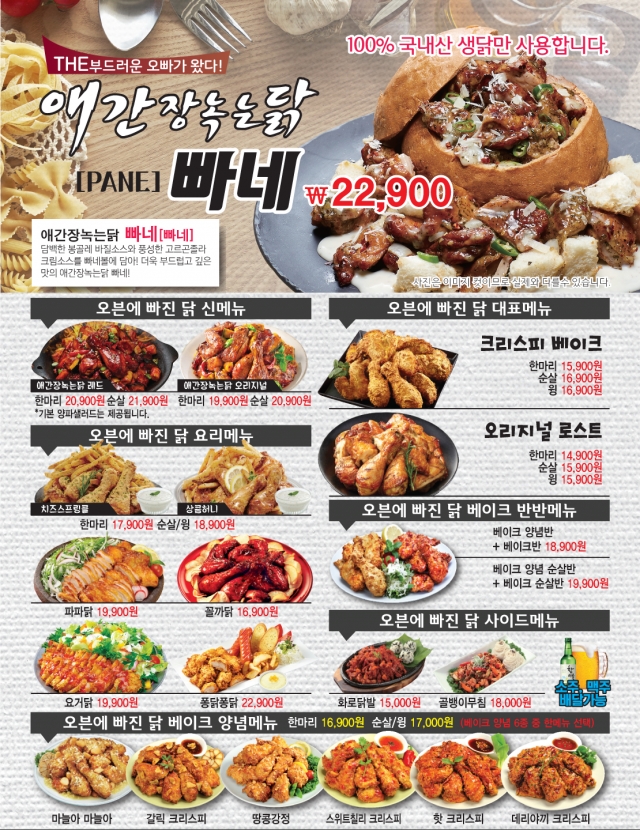 100% 국내산 생닭만 사용합니다.
THE부드러운 오빠가 왔다!
애간장녹는닭
[PANE] 빠네 ₩22,900
애간장녹는닭 빠네[빠네]
담백한 봉골레 바질소스와 풍성한 고르곤졸라
크림소스를 빠네볼에 담아! 더욱 부드럽고 깊은
맛의 애간장녹는닭 빠네!
사진은 이미지 컷이므로 실제와 다를수 있습니다.
오븐에 빠진 닭 신메뉴
애간장녹는닭 레드
애간장녹는닭 오리지널
한마리 20,900원 순살 21,900원
한마리 19,900원 순살 20,900원
*기본 양파샐러드는 제공됩니다.
오븐에 빠진 닭 요리메뉴
치즈스프링클
상콤허니
한마리 17,900원 순살/윙 18,900원
파파닭 19,900원
꼴까닭 16,900원
요거닭 19,900원
퐁닭퐁닭 22,900원
오븐에 빠진 닭 대표메뉴
크리스피 베이크
한마리 15,900원
순살 16,900원
윙 16,900원
오리지널 로스트
한마리 14,900원
순살 15,900원
윙 15,900원
오븐에 빠진 닭 베이크 반반메뉴
베이크 양념반
+ 베이크반 18,900원
베이크 양념 순살반
+ 베이크 순살반 19,900원
오븐에 빠진 닭 사이드메뉴
화로닭발 15,000원
골뱅이무침 18,000원
소주 맥주
배달가능
오븐에 빠진 닭 베이크 양념메뉴 한마리 16,900원 순살/윙 17,000원 (베이크 양념 6종 중 한메뉴 선택)
마늘아 마늘아
갈릭 크리스피
땅콩강정
스위트칠리 크리스피
핫 크리스피
데리야끼 크리스피